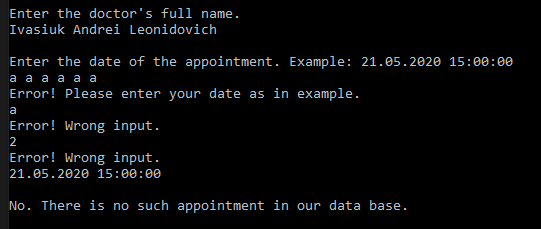 Enter the doctor's full name.
Ivasiuk Andrei Leonidovich
Enter the date of the appointment. Example: 21.05.2020 15:00:00
a a a a a a
Error! Please enter your date as in example.
a
Error! Wrong input.
2
Error! Wrong input.
21.05.2020 15:00:00
No. There is no such appointment in our data base.